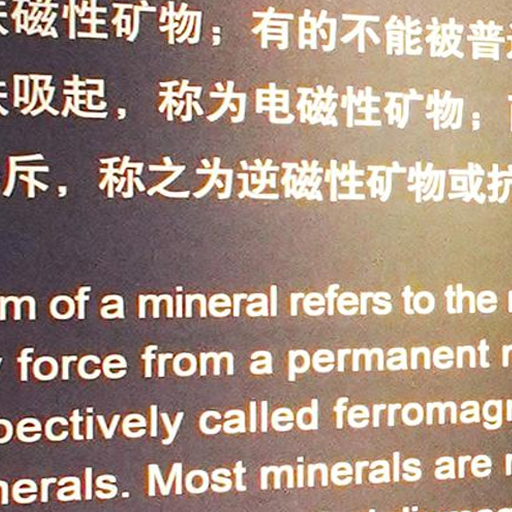 磁性矿物；有的不能被普
吸起，称为电磁性矿物；
斥，称之为逆磁性矿物或抗
m of a mineral refers to the
force from a permanent
pectively called ferromag
nerals. Most minerals are